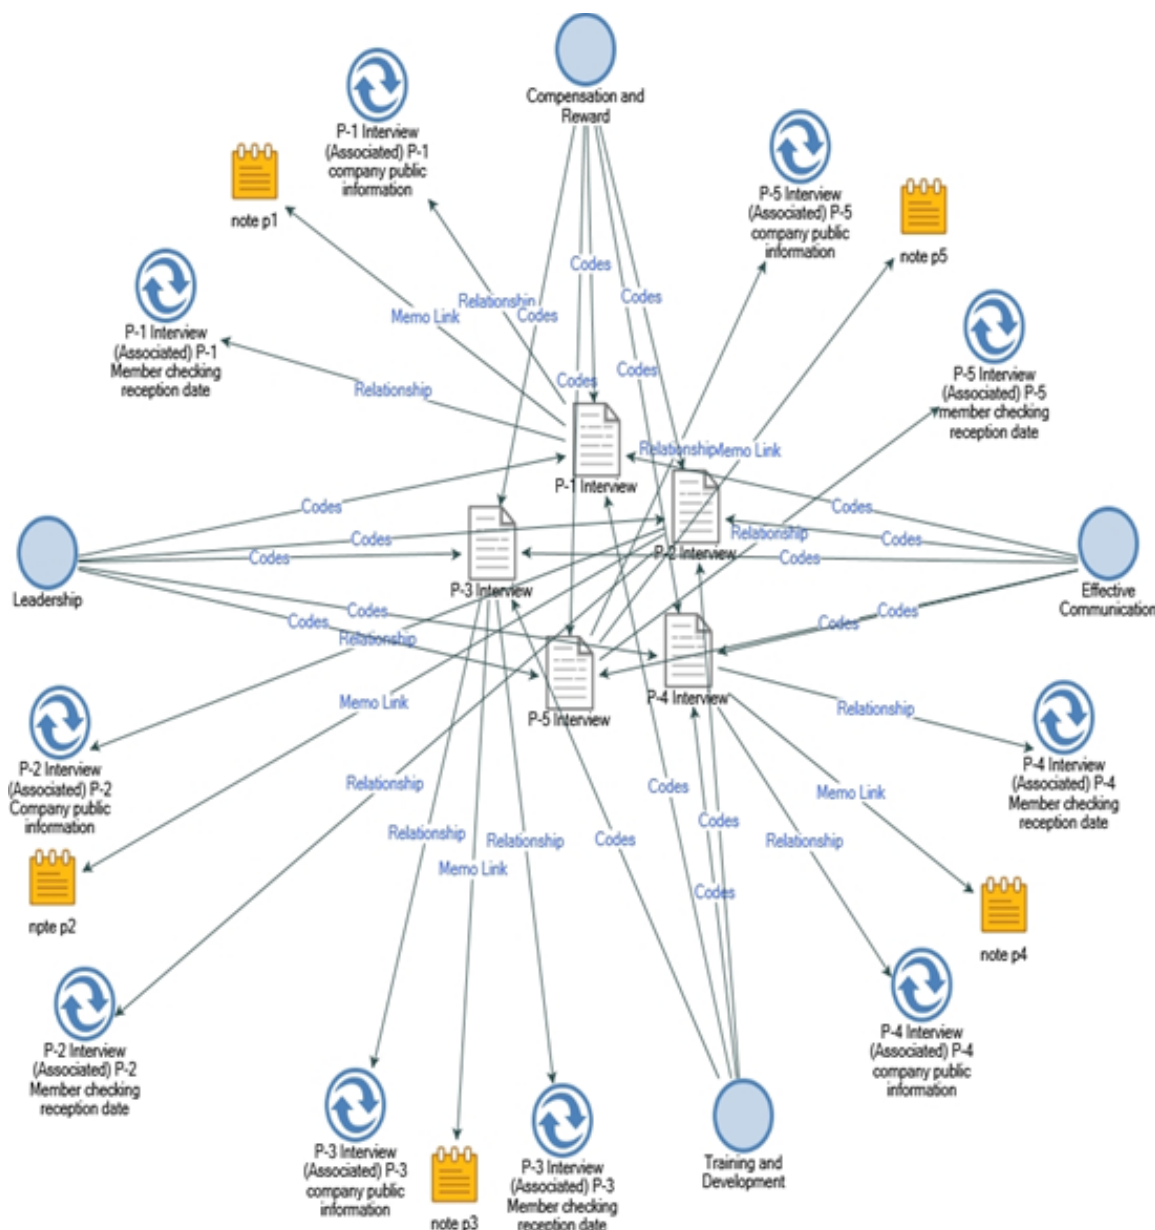 Compensation and
Reward
P-1 Interview
(Associated) P-1
company public
information
note p1
P-5 Interview
(Associated) P-5
company public
information
note p5
P-1 Interview
(Associated) P-1
Member checking
reception date
P-5 Interview
(Associated) P-5
member checking
reception date
Codes
Relationship
Codes
Codes
Memo Link
Relationship
Codes
Codes
Relationship
Memo Link
P-1 Interview
Codes
Codes
Relationship
Codes
Codes
Codes
P-2 Interview
Codes
P-3 Interview
Leadership
Effective
Communication
Codes
Codes
Codes
Codes
Relationship
P-4 Interview
Memo Link
P-5 Interview
Relationship
P-2 Interview
(Associated) P-2
Company public
information
P-4 Interview
(Associated) P-4
Member checking
reception date
Relationship
Codes
Memo Link
Relationship
Codes
Relationship
Codes
Relationship
Memo Link
Codes
npte p2
note p4
P-2 Interview
(Associated) P-2
Member checking
reception date
P-4 Interview
(Associated) P-4
company public
information
P-3 Interview
(Associated) P-3
company public
information
note p3
P-3 Interview
(Associated) P-3
Member checking
reception date
Training and
Development